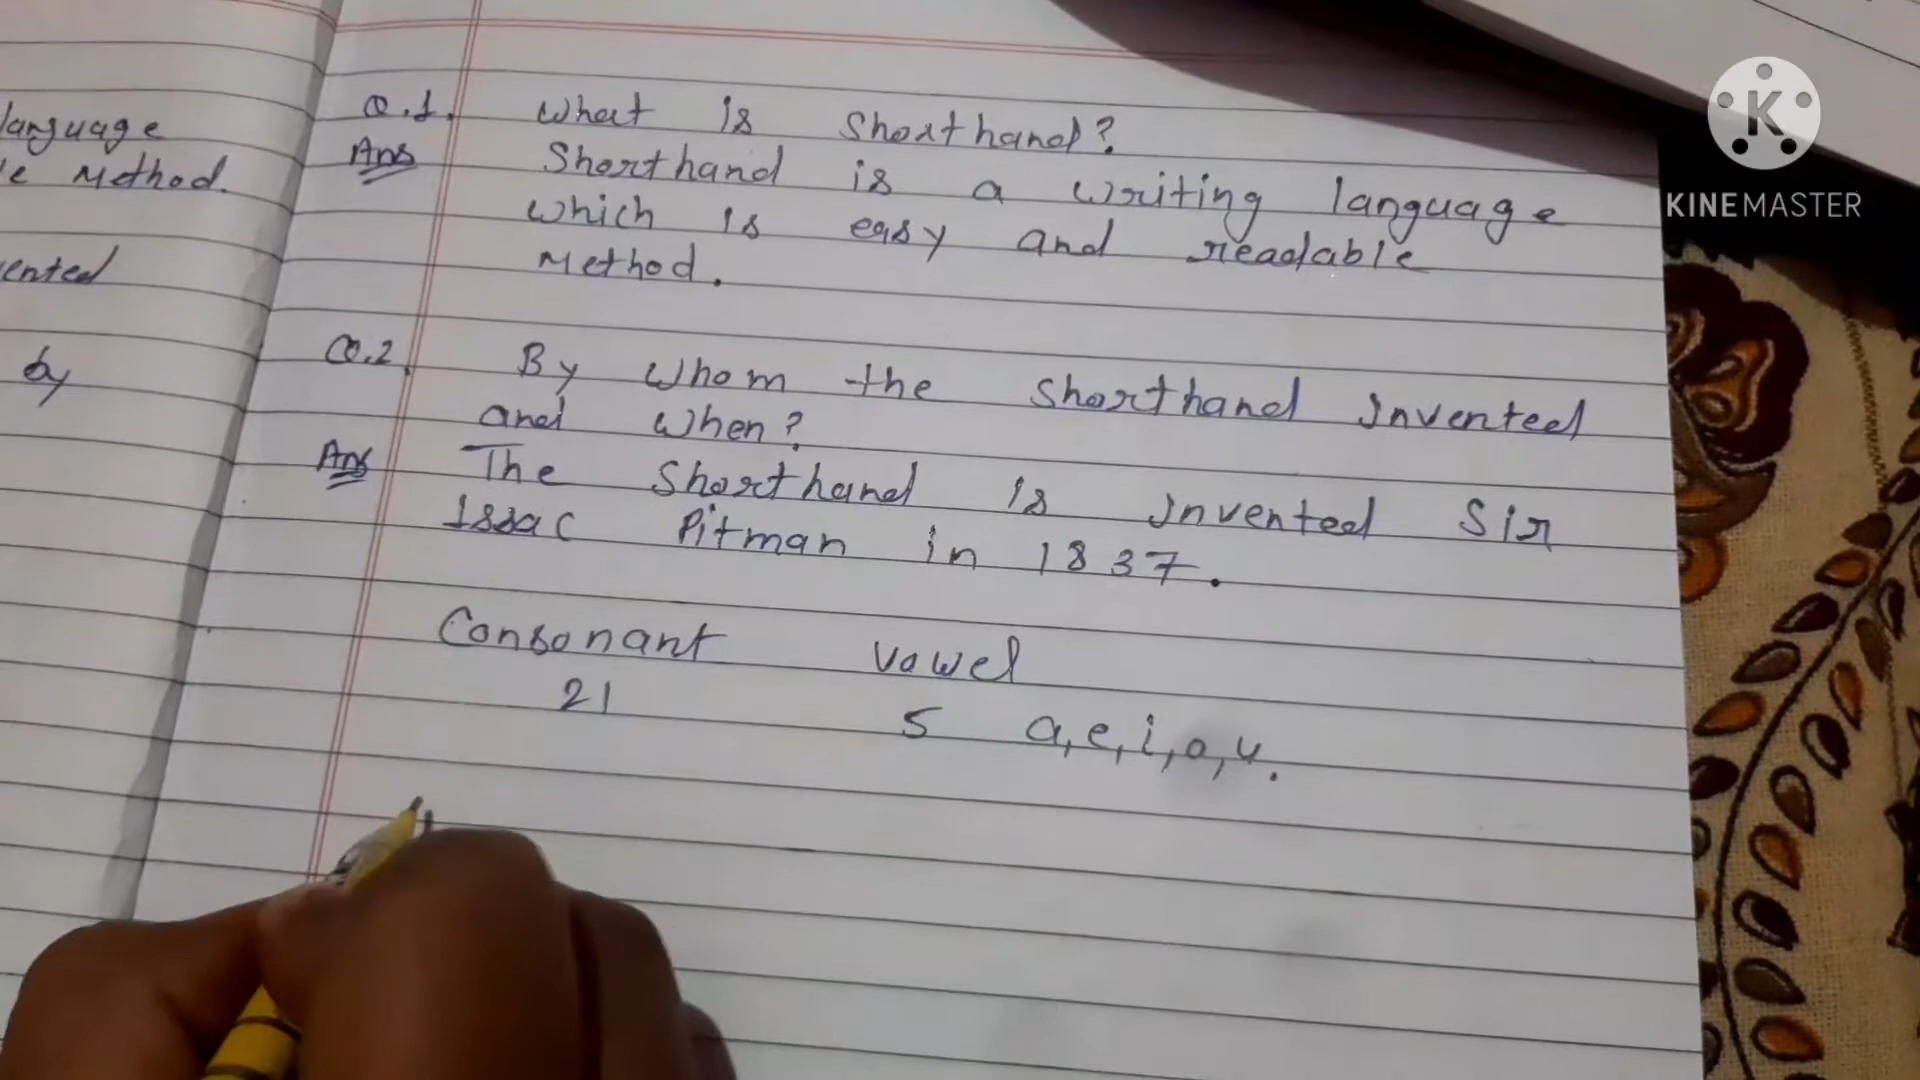 language
e Method.
ented
by
Q.1. What is Shorthand?
Ans Shorthand is a writing language
which is easy and readable
Method.
Q.2. By whom the Shorthand Invented
and when?
Ans The Shorthand is Invented Sir
Issac Pitman in 1837.
Consonant Vowel
21 5 a, e, i, o, u.
K
KINEMASTER